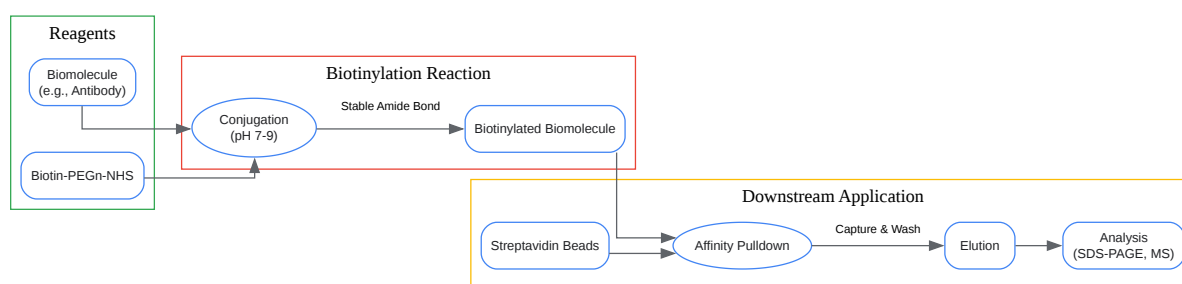 Reagents
Biomolecule
(e.g., Antibody)
Biotin-PEGn-NHS
Biotinylation Reaction
Conjugation
(pH 7-9)
Stable Amide Bond
Biotinylated Biomolecule
Downstream Application
Streptavidin Beads
Affinity Pulldown
Capture & Wash
Elution
Analysis
(SDS-PAGE, MS)